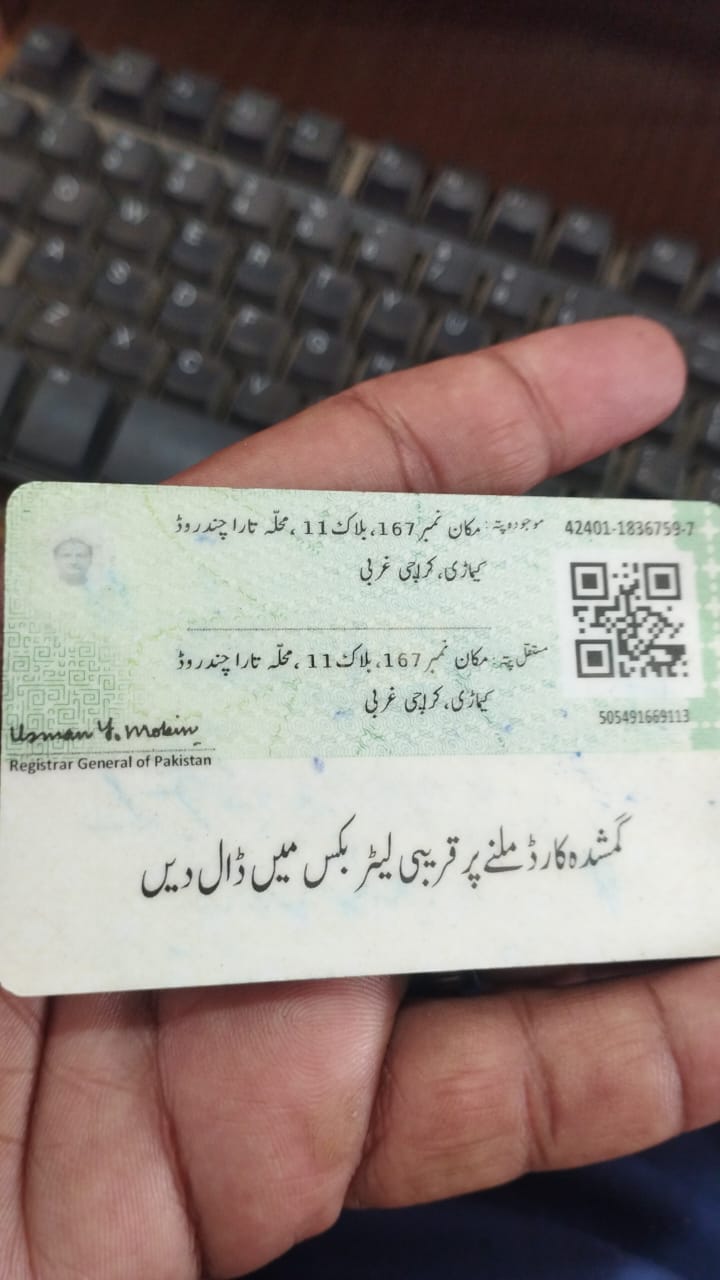 موجودہ پتہ: مکان نمبر 167، بلاک 11، محلّہ تارا چند روڈ
کیماڑی، کراچی غربی
42401-1836759-7
مستقل پتہ: مکان نمبر 167، بلاک 11، محلّہ تارا چند روڈ
کیماڑی، کراچی غربی
505491669113
Usman Y. Mobin
Registrar General of Pakistan
گمشدہ کارڈ ملنے پر قریبی لیٹر بکس میں ڈال دیں